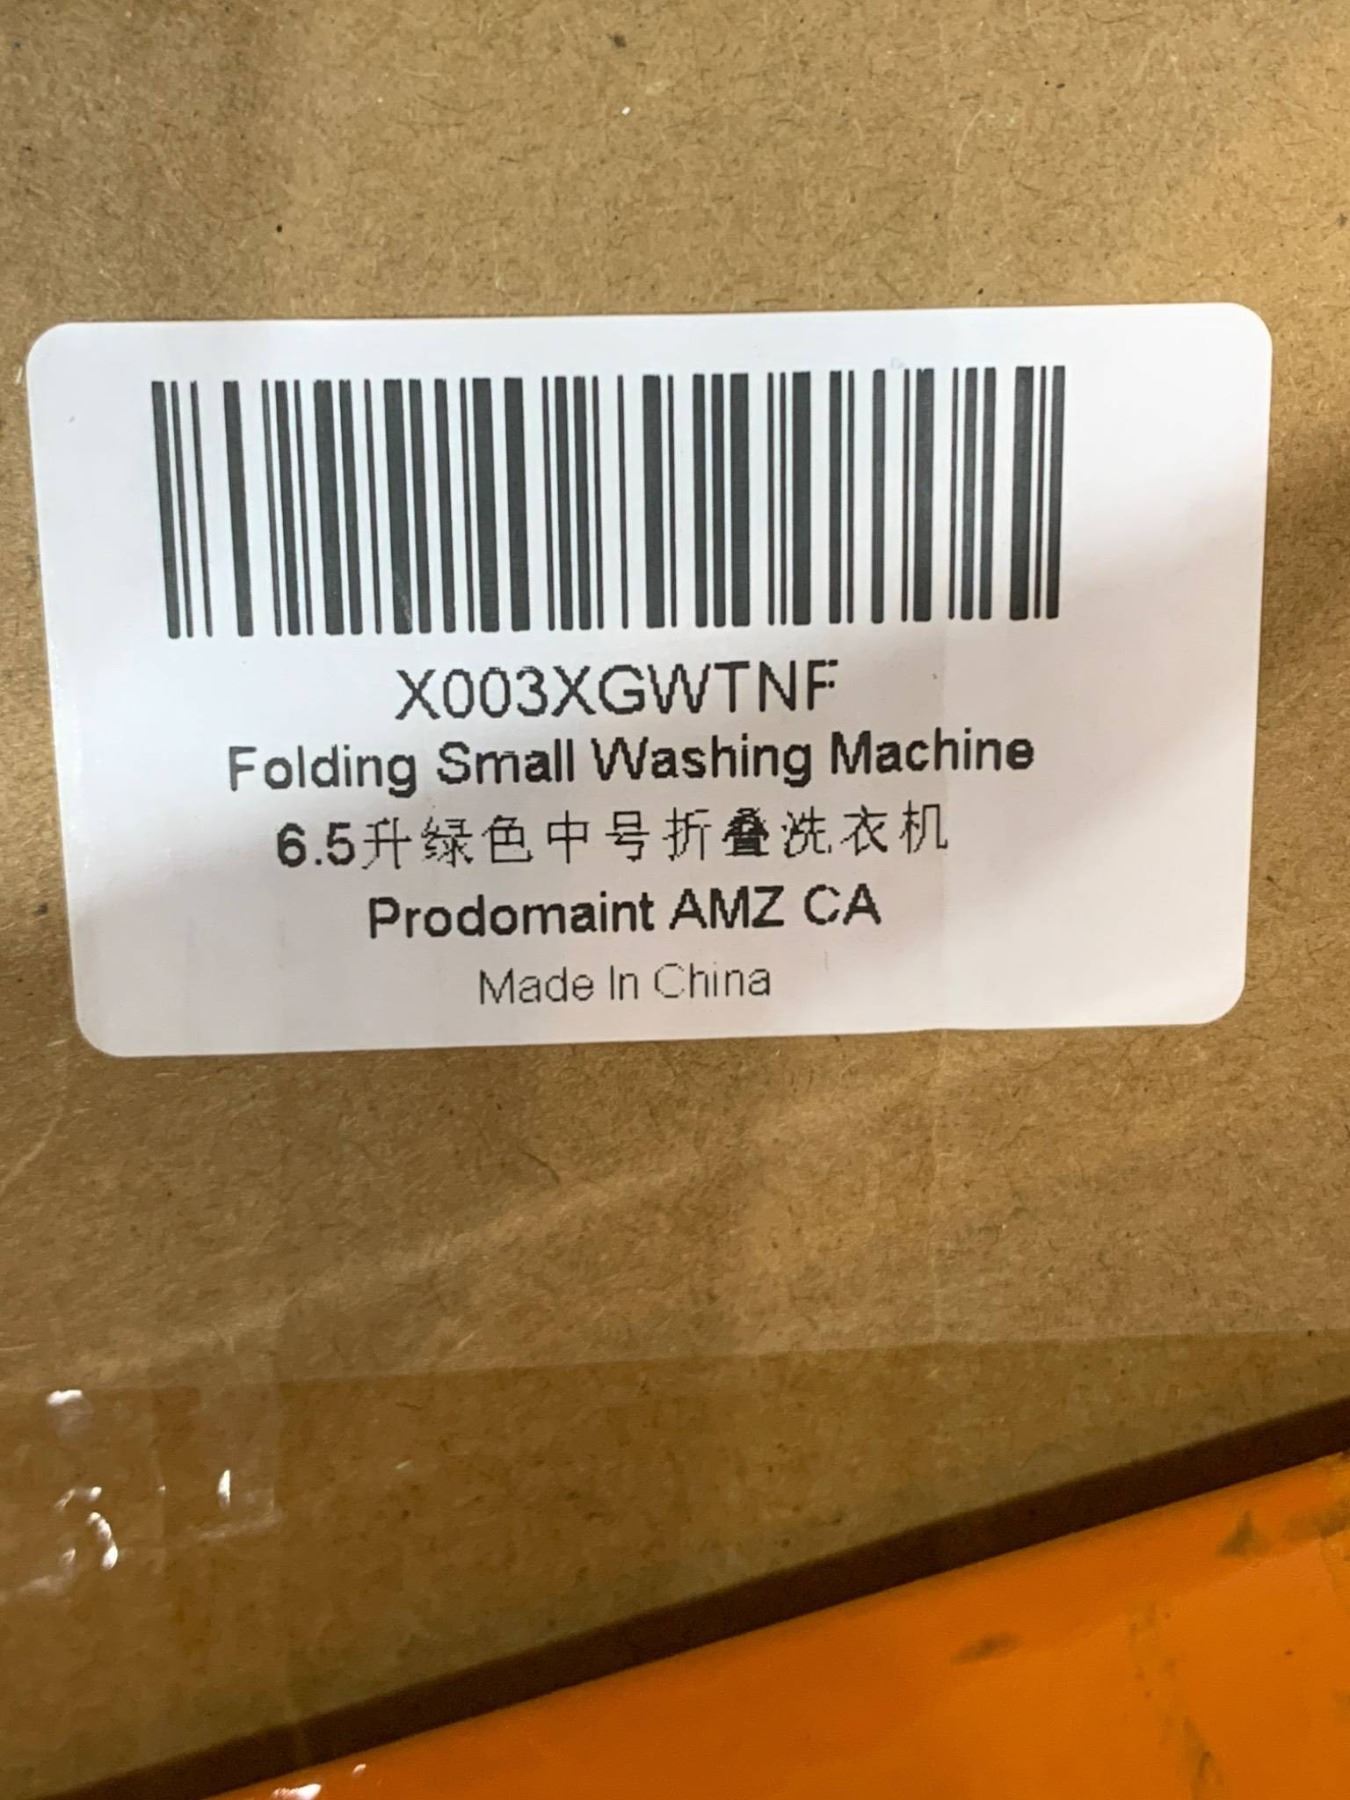 X003XGWTNF
Folding Small Washing Machine
6.5升绿色中号折叠洗衣机
Prodomaint AMZ CA
Made In China